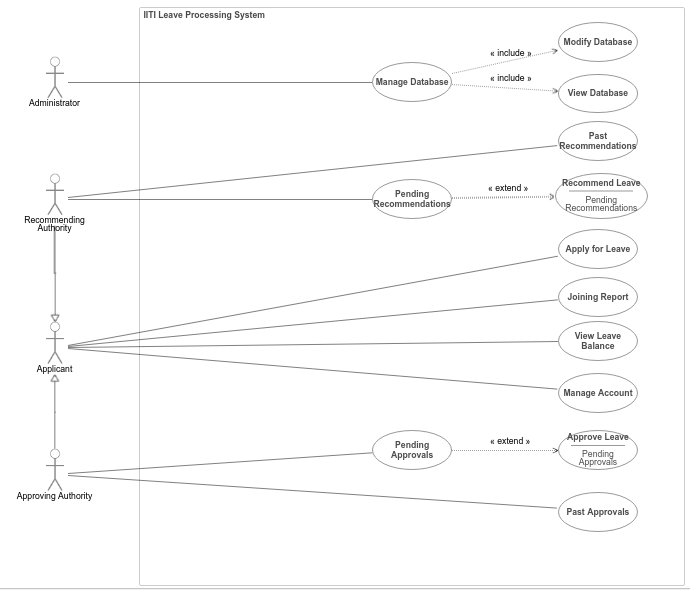 IITI Leave Processing System
Administrator
Manage Database
« include »
« include »
Modify Database
View Database
Past
Recommendations
Recommending
Authority
Pending
Recommendations
« extend »
Recommend Leave
Pending
Recommendations
Apply for Leave
Joining Report
View Leave
Balance
Applicant
Manage Account
Approving Authority
Pending
Approvals
« extend »
Approve Leave
Pending
Approvals
Past Approvals